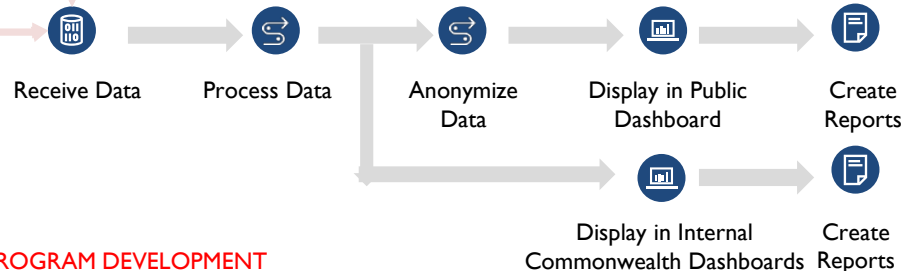 Receive Data
Process Data
Anonymize
Data
Display in Public
Dashboard
Create
Reports
Display in Internal
Commonwealth Dashboards
Create
Reports
PROGRAM DEVELOPMENT